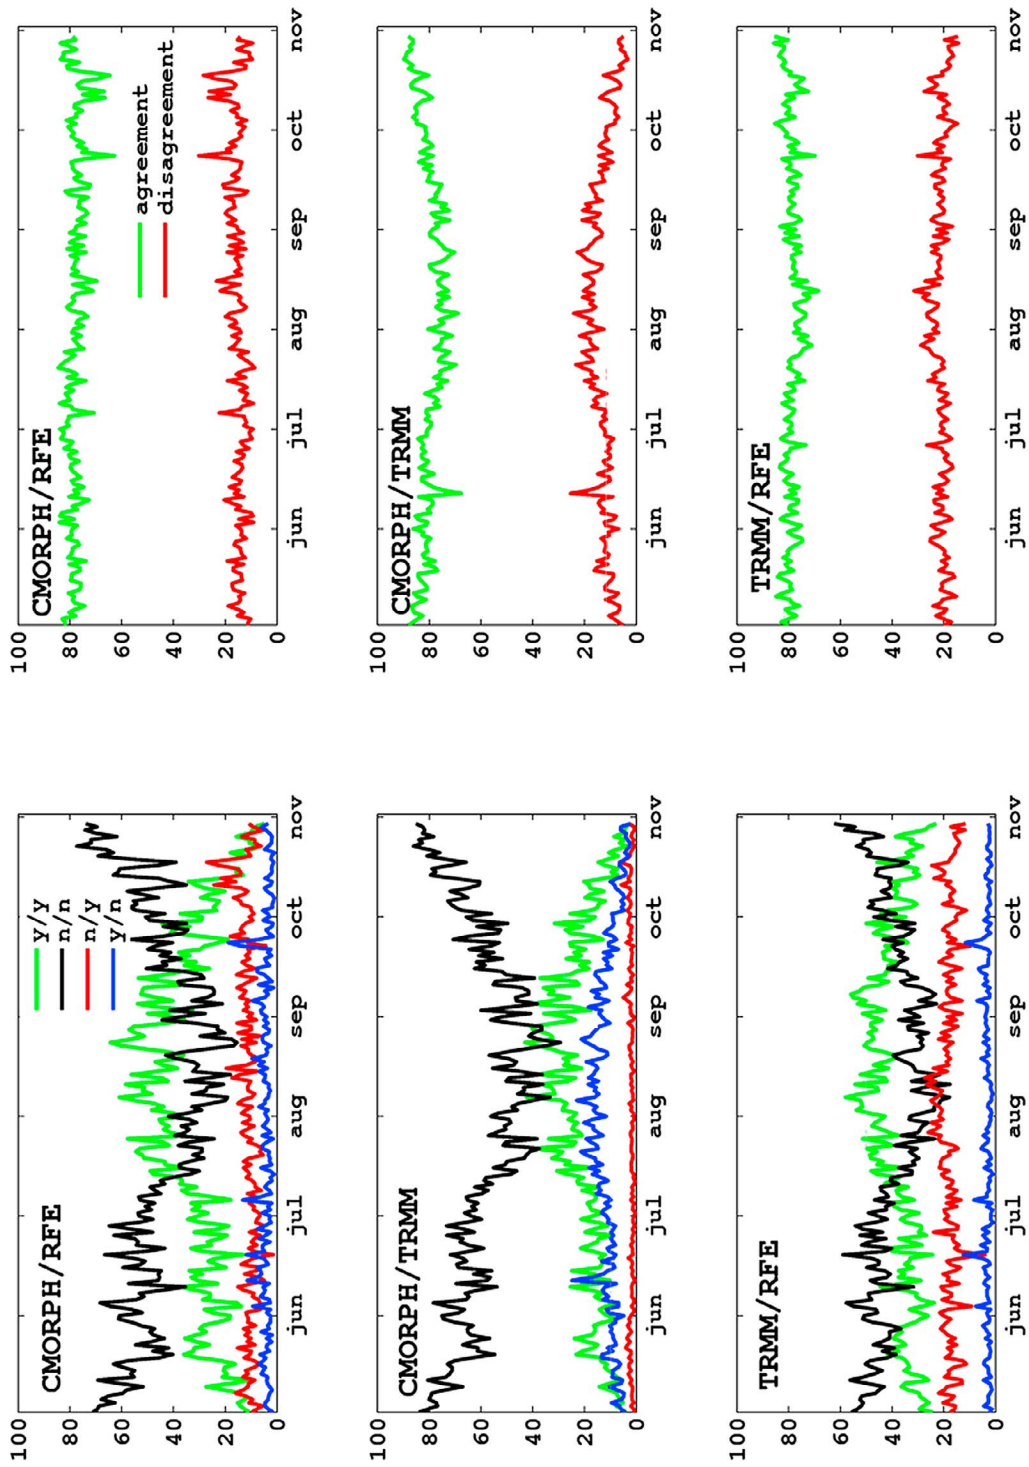 CMORPH/RFE
y/y
n/n
n/y
y/n
100
80
60
40
20
0
jun
jul
aug
sep
oct
nov
CMORPH/RFE
agreement
disagreement
100
80
60
40
20
0
jun
jul
aug
sep
oct
nov
CMORPH/TRMM
100
80
60
40
20
0
jun
jul
aug
sep
oct
nov
CMORPH/TRMM
100
80
60
40
20
0
jun
jul
aug
sep
oct
nov
TRMM/RFE
100
80
60
40
20
0
jun
jul
aug
sep
oct
nov
TRMM/RFE
100
80
60
40
20
0
jun
jul
aug
sep
oct
nov